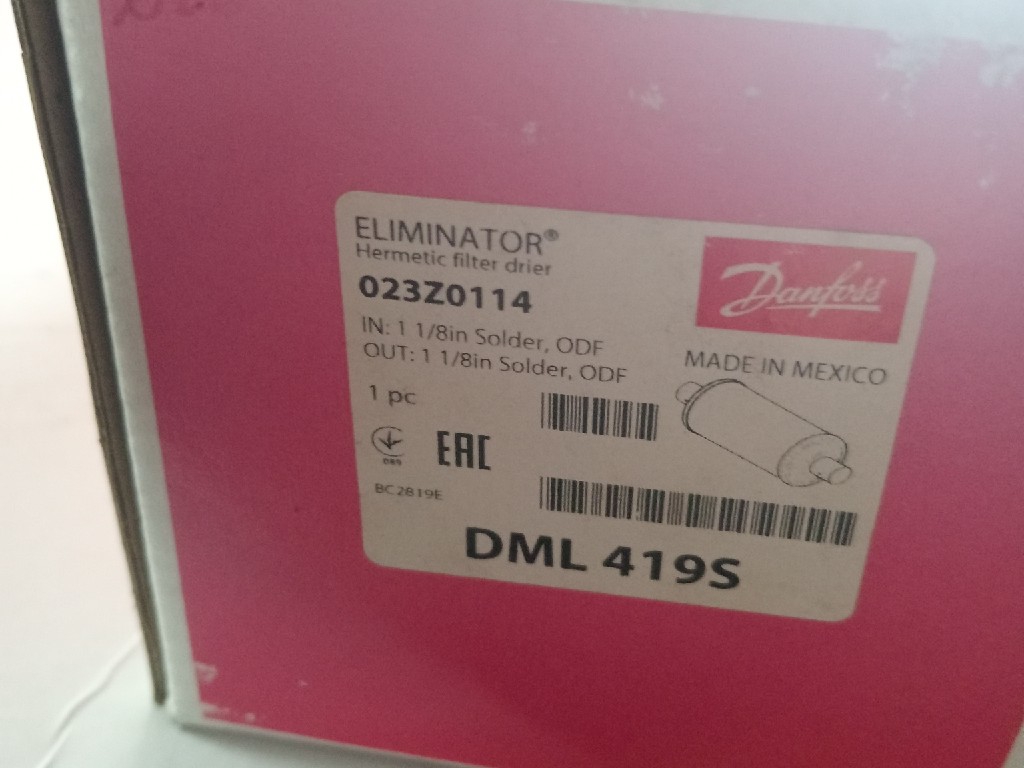 ELIMINATOR®
Hermetic filter drier
023Z0114
IN: 1 1/8in Solder, ODF
OUT: 1 1/8in Solder, ODF
1 pc
Danfoss
MADE IN MEXICO
089
EAC
BC2819E
DML 419S